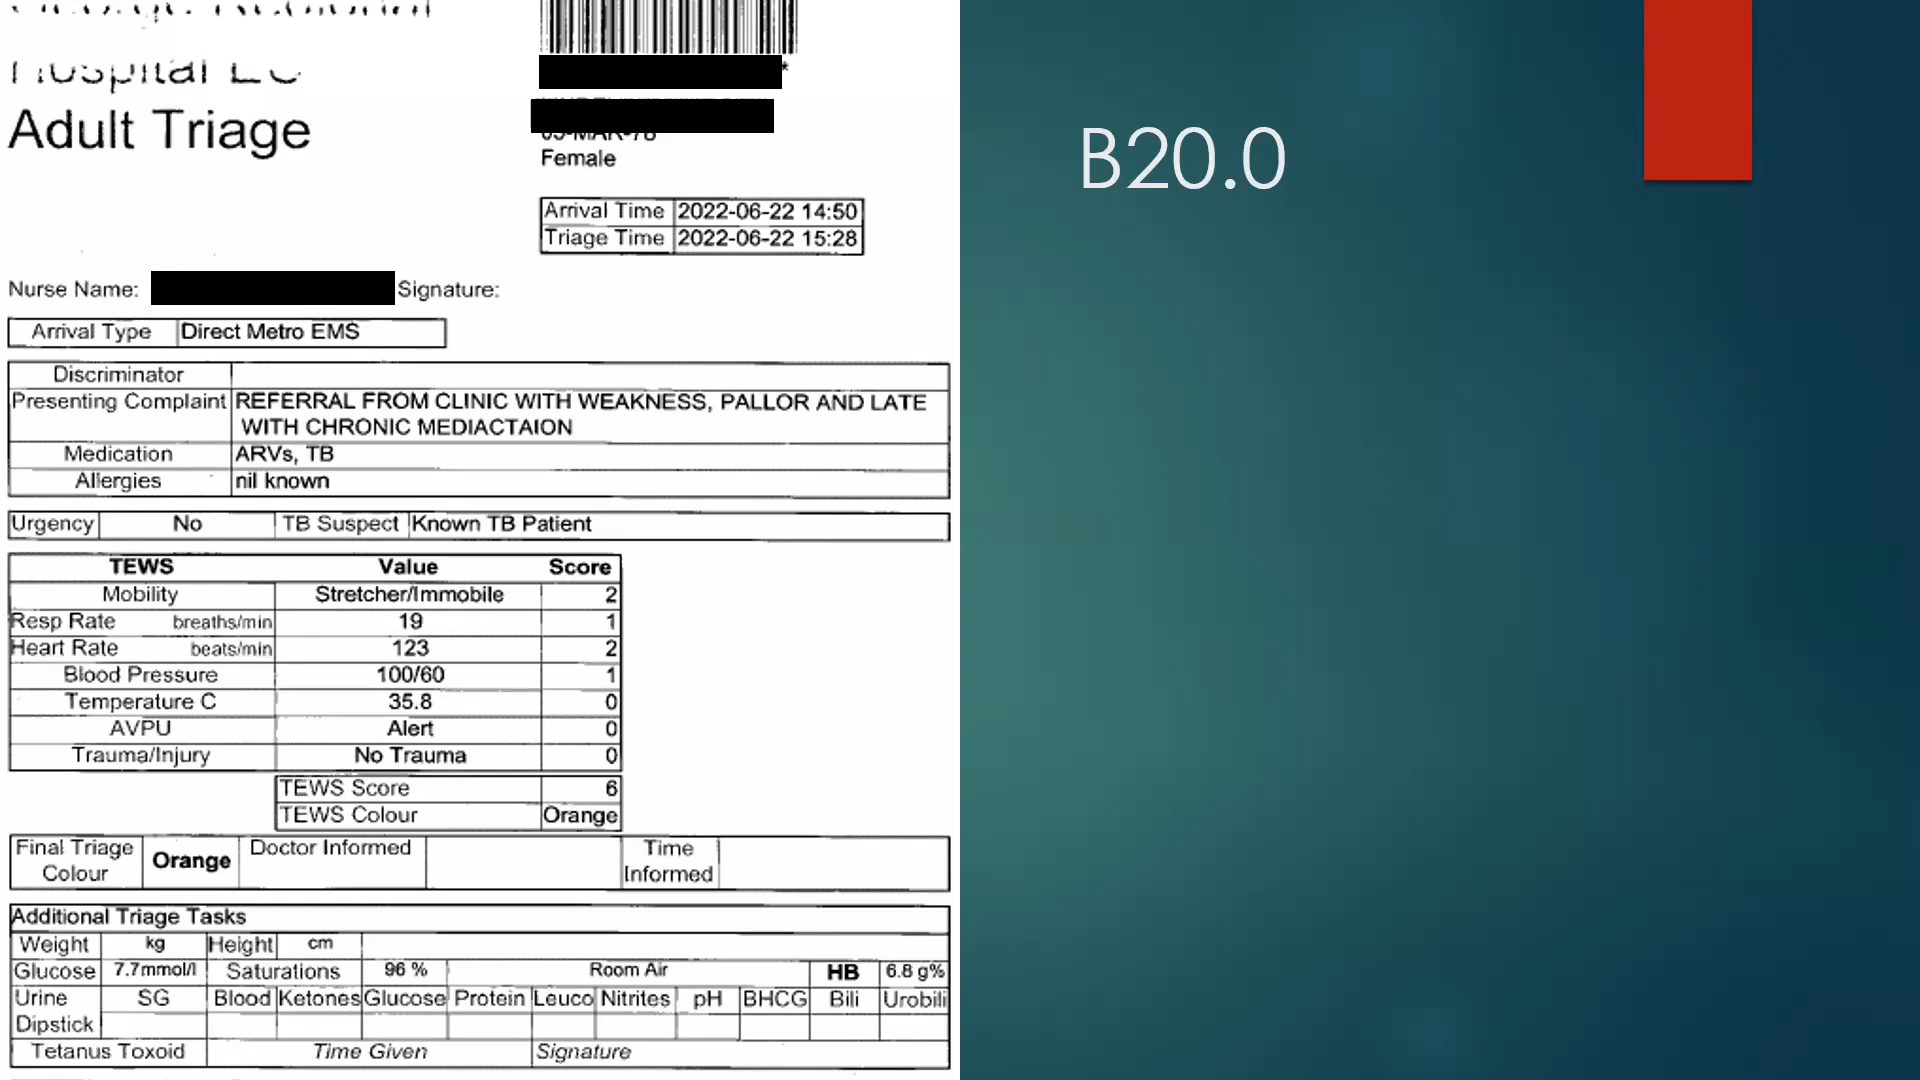 Hospital EC
Adult Triage
*
Female
Arrival Time 2022-06-22 14:50
Triage Time 2022-06-22 15:28
Nurse Name: Signature:
Arrival Type Direct Metro EMS
Discriminator
Presenting Complaint REFERRAL FROM CLINIC WITH WEAKNESS, PALLOR AND LATE
WITH CHRONIC MEDIACTAION
Medication ARVs, TB
Allergies nil known
Urgency No TB Suspect Known TB Patient
TEWS Value Score
Mobility Stretcher/Immobile 2
Resp Rate breaths/min 19 1
Heart Rate beats/min 123 2
Blood Pressure 100/60 1
Temperature C 35.8 0
AVPU Alert 0
Trauma/Injury No Trauma 0
TEWS Score 6
TEWS Colour Orange
Final Triage Colour Orange Doctor Informed Time Informed
Additional Triage Tasks
Weight kg Height cm
Glucose 7.7mmol/l Saturations 96 % Room Air HB 6.8 g%
Urine Dipstick SG Blood Ketones Glucose Protein Leuco Nitrites pH BHCG Bili Urobili
Tetanus Toxoid Time Given Signature
B20.0